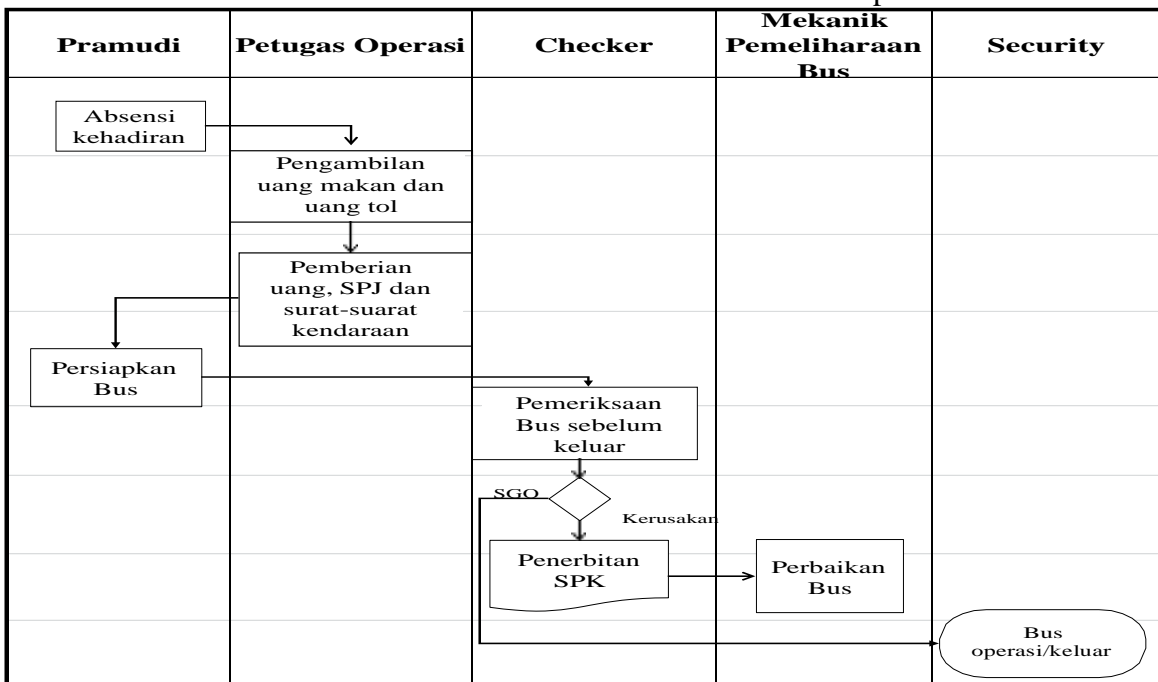 Pramudi
Petugas Operasi
Checker
Mekanik
Pemeliharaan
Bus
Security
Absensi
kehadiran
Pengambilan
uang makan dan
uang tol
Pemberian
uang, SPJ dan
surat-suarat
kendaraan
Persiapkan
Bus
Pemeriksaan
Bus sebelum
keluar
SGO
Kerusakan
Penerbitan
SPK
Perbaikan
Bus
Bus
operasi/keluar